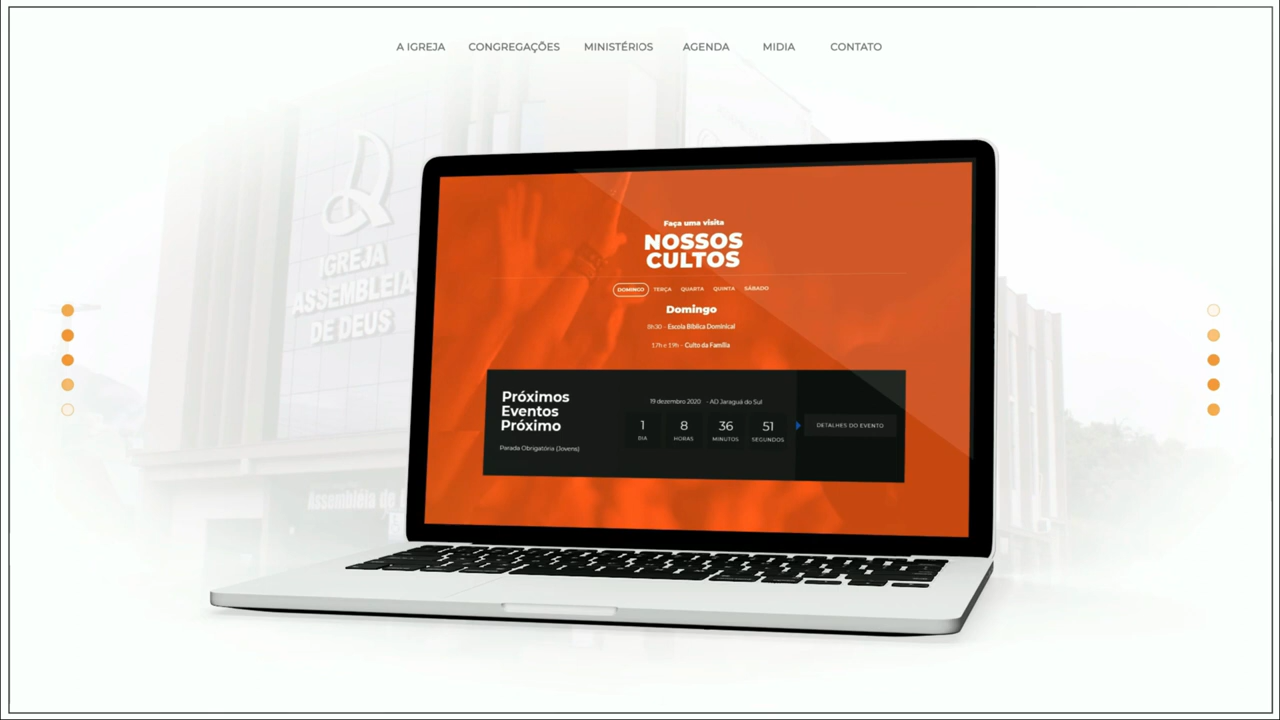 A IGREJA CONGREGAÇÕES MINISTÉRIOS AGENDA MIDIA CONTATO
IGREJA
ASSEMBLEIA
DE DEUS
Faça uma visita
NOSSOS
CULTOS
DOMINGO TERÇA QUARTA QUINTA SÁBADO
Domingo
8h30 - Escola Bíblica Dominical
17h e 19h - Culto da Família
Próximos
Eventos
Próximo
Parada Obrigatória (Jovens)
19 dezembro 2020 - AD Jaraguá do Sul
1 8 36 51
DIA HORAS MINUTOS SEGUNDOS
DETALHES DO EVENTO
Assembléia de